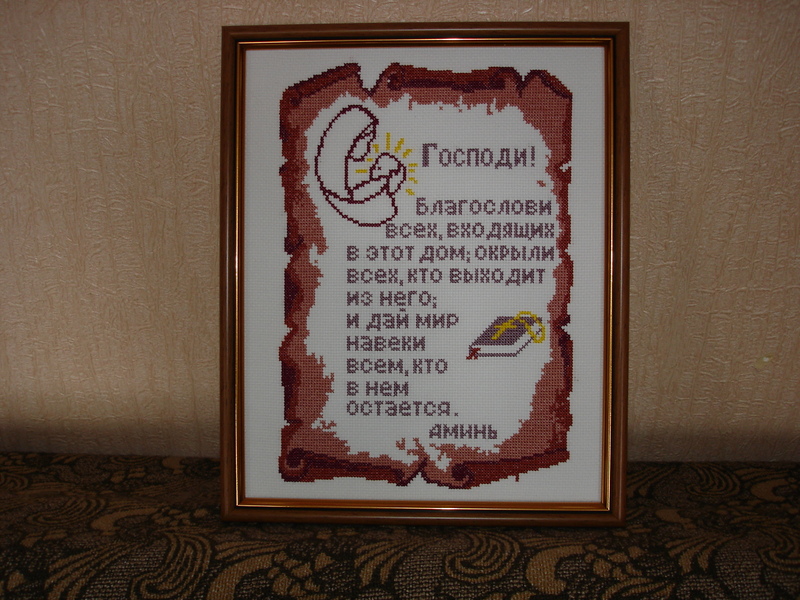 Господи!
Благослови
всех, входящих
в этот дом; окрыли
всех, кто выходит
из него;
и дай мир
навеки
всем, кто
в нем
остается.
аминь